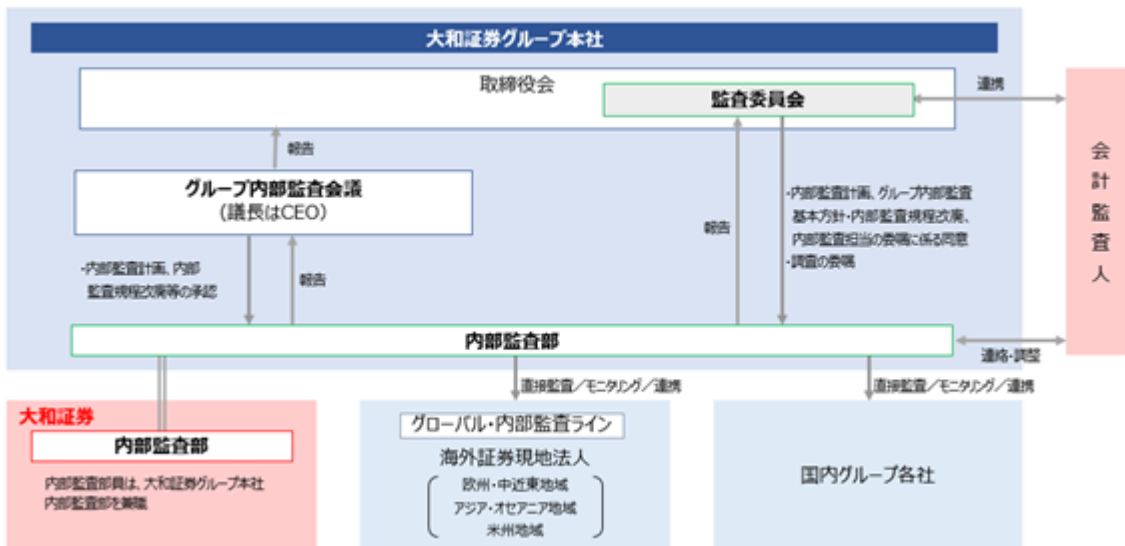 大和証券グループ本社
取締役会
監査委員会
連携
会計監査人
報告
グループ内部監査会議
(議長はCEO)
・内部監査計画、グループ内部監査
基本方針・内部監査規程改廃、
内部監査担当の委嘱に係る同意
・調査の委嘱
報告
・内部監査計画、内部
監査規程改廃等の承認
報告
内部監査部
連絡・調整
直接監査/モニタリング/連携
直接監査/モニタリング/連携
大和証券
内部監査部
内部監査部員は、大和証券グループ本社
内部監査部を兼職
グローバル・内部監査ライン
海外証券現地法人
欧州・中近東地域
アジア・オセアニア地域
米州地域
国内グループ各社